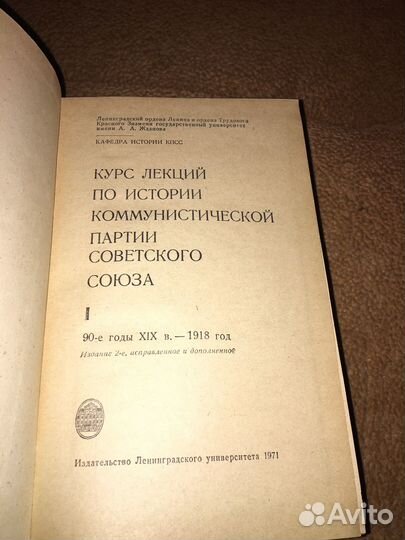 Ленинградский ордена Ленина и ордена Трудового
Красного Знамени государственный университет
имени А. А. Жданова
КАФЕДРА ИСТОРИИ КПСС
КУРС ЛЕКЦИЙ
ПО ИСТОРИИ
КОММУНИСТИЧЕСКОЙ
ПАРТИИ
СОВЕТСКОГО
СОЮЗА
I
90-е годы XIX в. — 1918 год
Издание 2-е, исправленное и дополненное
Издательство Ленинградского университета 1971
Avito